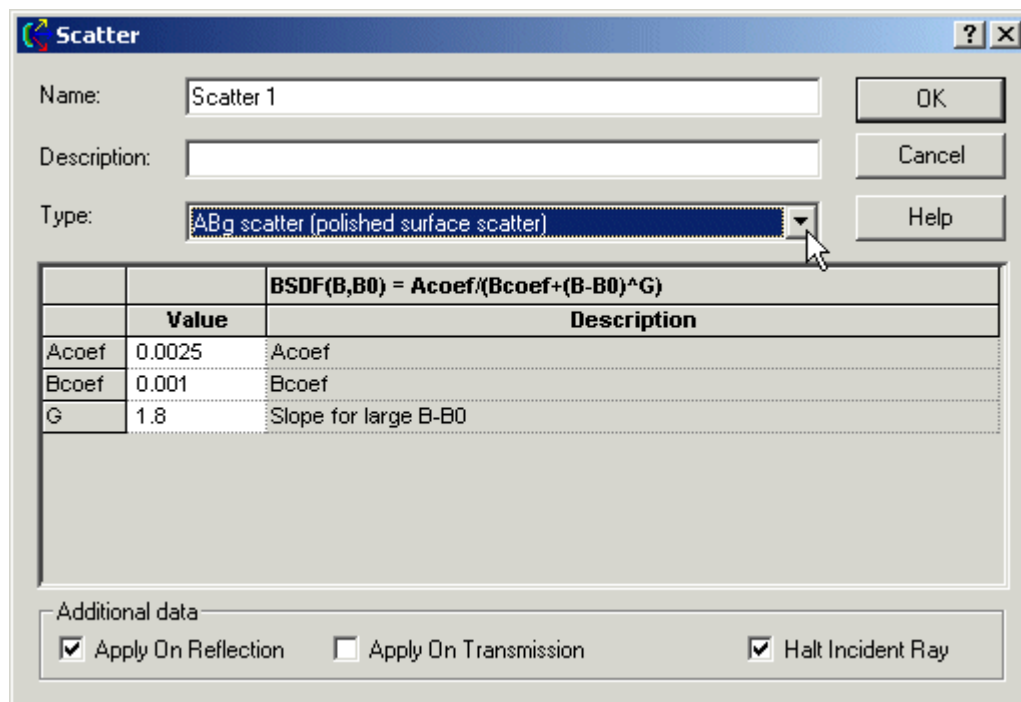 Scatter
Name: Scatter 1 OK
Description: Cancel
Type: ABg scatter (polished surface scatter) Help
BSDF(B,B0) = Acoef/(Bcoef+(B-B0)^G)
Value Description
Acoef 0.0025 Acoef
Bcoef 0.001 Bcoef
G 1.8 Slope for large B-B0
Additional data
Apply On Reflection Apply On Transmission Halt Incident Ray